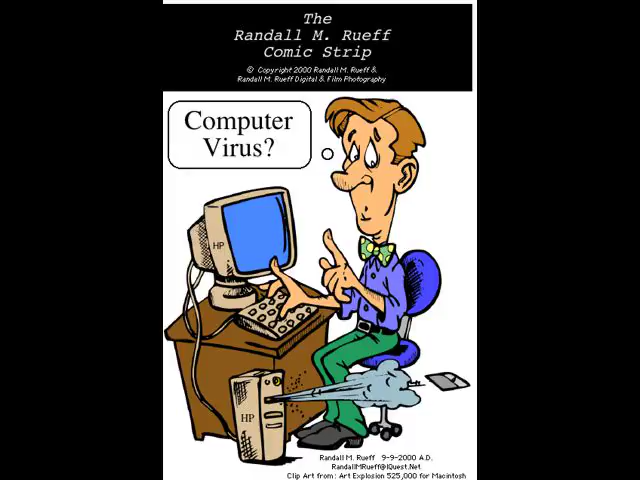 The
Randall M. Rueff
Comic Strip
© Copyright 2000 Randall M. Rueff &
Randall M. Rueff Digital & Film Photography
Computer
Virus?
HP
HP
Randall M. Rueff 9-9-2000 A.D.
RandallMRueff@IQuest.Net
Clip Art from: Art Explosion 525,000 for Macintosh